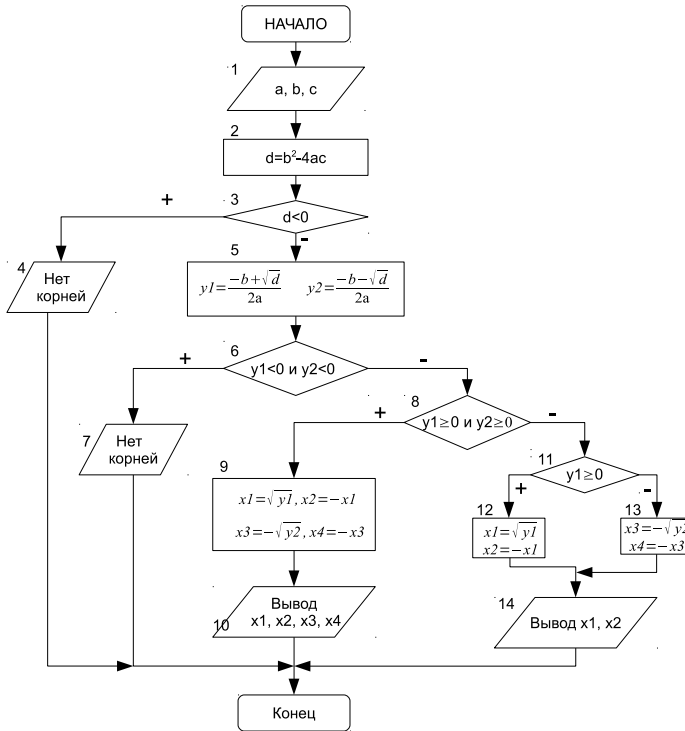 НАЧАЛО
1
a, b, c
2
d=b²-4ac
3
d<0
+
-
4
Нет
корней
5
y1=(-b+√d)/2a y2=(-b-√d)/2a
6
y1<0 и y2<0
+
-
7
Нет
корней
8
y1≥0 и y2≥0
+
-
9
x1=√y1, x2=-x1
x3=-√y2, x4=-x3
10
Вывод
x1, x2, x3, x4
11
y1≥0
+
-
12
x1=√y1
x2=-x1
13
x3=-√y2
x4=-x3
14
Вывод x1, x2
Конец